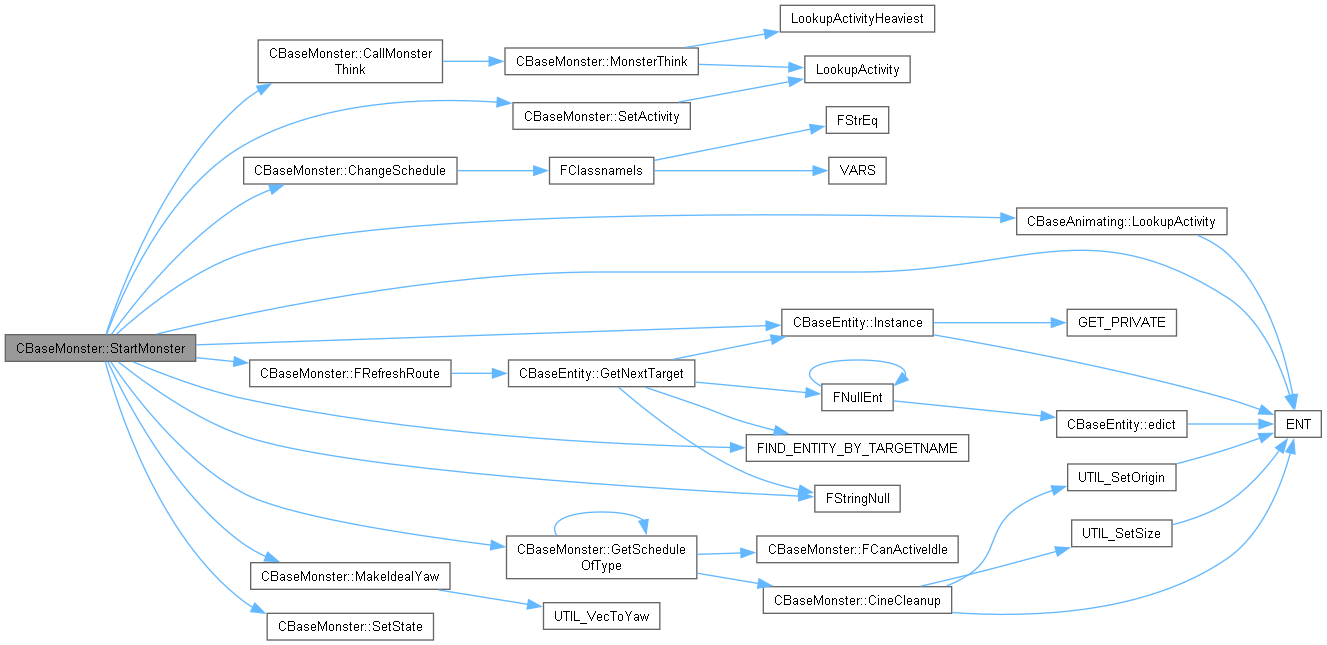 LookupActivityHeaviest
CBaseMonster::CallMonster
Think
CBaseMonster::MonsterThink
LookupActivity
CBaseMonster::SetActivity
FStrEq
CBaseMonster::ChangeSchedule
FClassnameIs
VARS
CBaseAnimating::LookupActivity
CBaseEntity::Instance
GET_PRIVATE
CBaseMonster::StartMonster
CBaseMonster::FRefreshRoute
CBaseEntity::GetNextTarget
FNullEnt
CBaseEntity::edict
ENT
FIND_ENTITY_BY_TARGETNAME
UTIL_SetOrigin
FStringNull
UTIL_SetSize
CBaseMonster::GetSchedule
OfType
CBaseMonster::FCanActiveIdle
CBaseMonster::MakeIdealYaw
CBaseMonster::CineCleanup
UTIL_VecToYaw
CBaseMonster::SetState